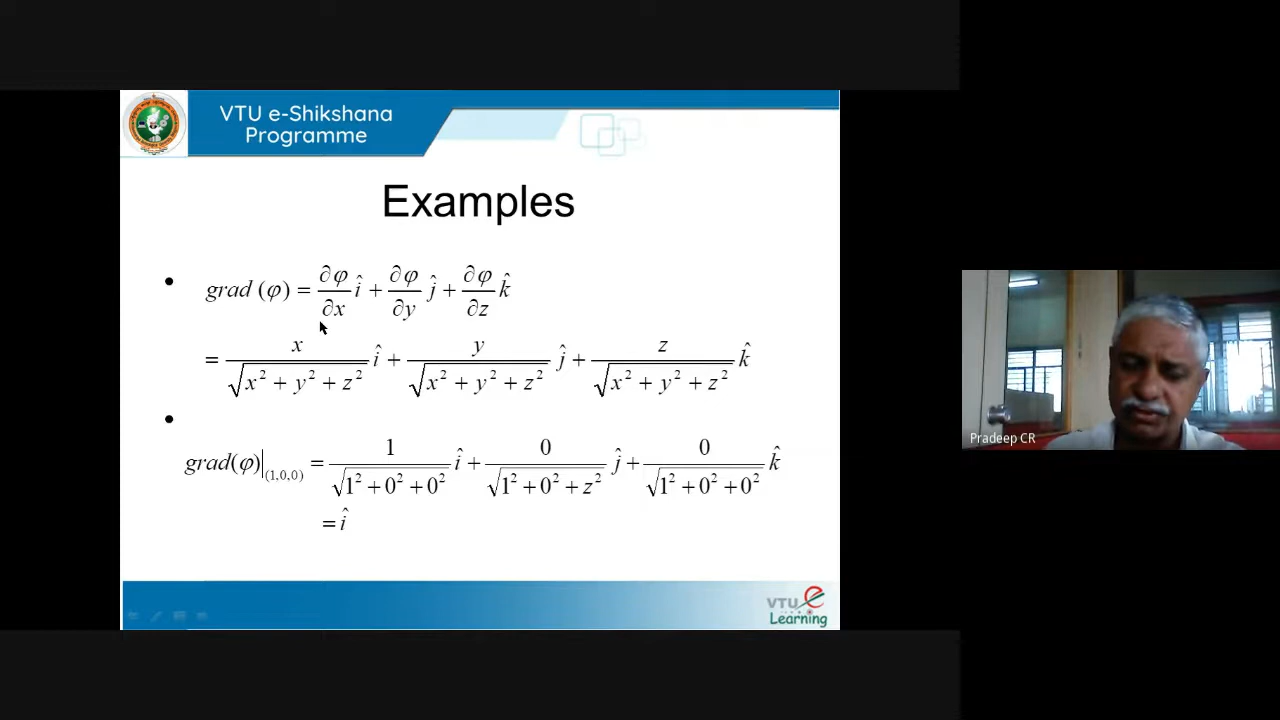 VTU e-Shikshana
Programme
Examples
• grad (φ) = ∂φ/∂x î + ∂φ/∂y ĵ + ∂φ/∂z k̂
= x/√(x² + y² + z²) î + y/√(x² + y² + z²) ĵ + z/√(x² + y² + z²) k̂
•
grad(φ)|(1,0,0) = 1/√(1² + 0² + 0²) î + 0/√(1² + 0² + z²) ĵ + 0/√(1² + 0² + 0²) k̂
= î
Pradeep CR
VTU e
Learning